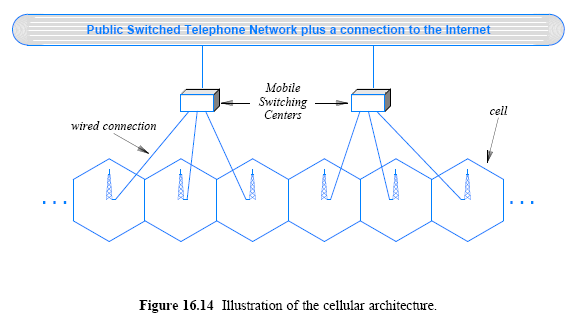 Public Switched Telephone Network plus a connection to the Internet
Mobile
Switching
Centers
wired connection
cell
. . .
. . .
Figure 16.14 Illustration of the cellular architecture.